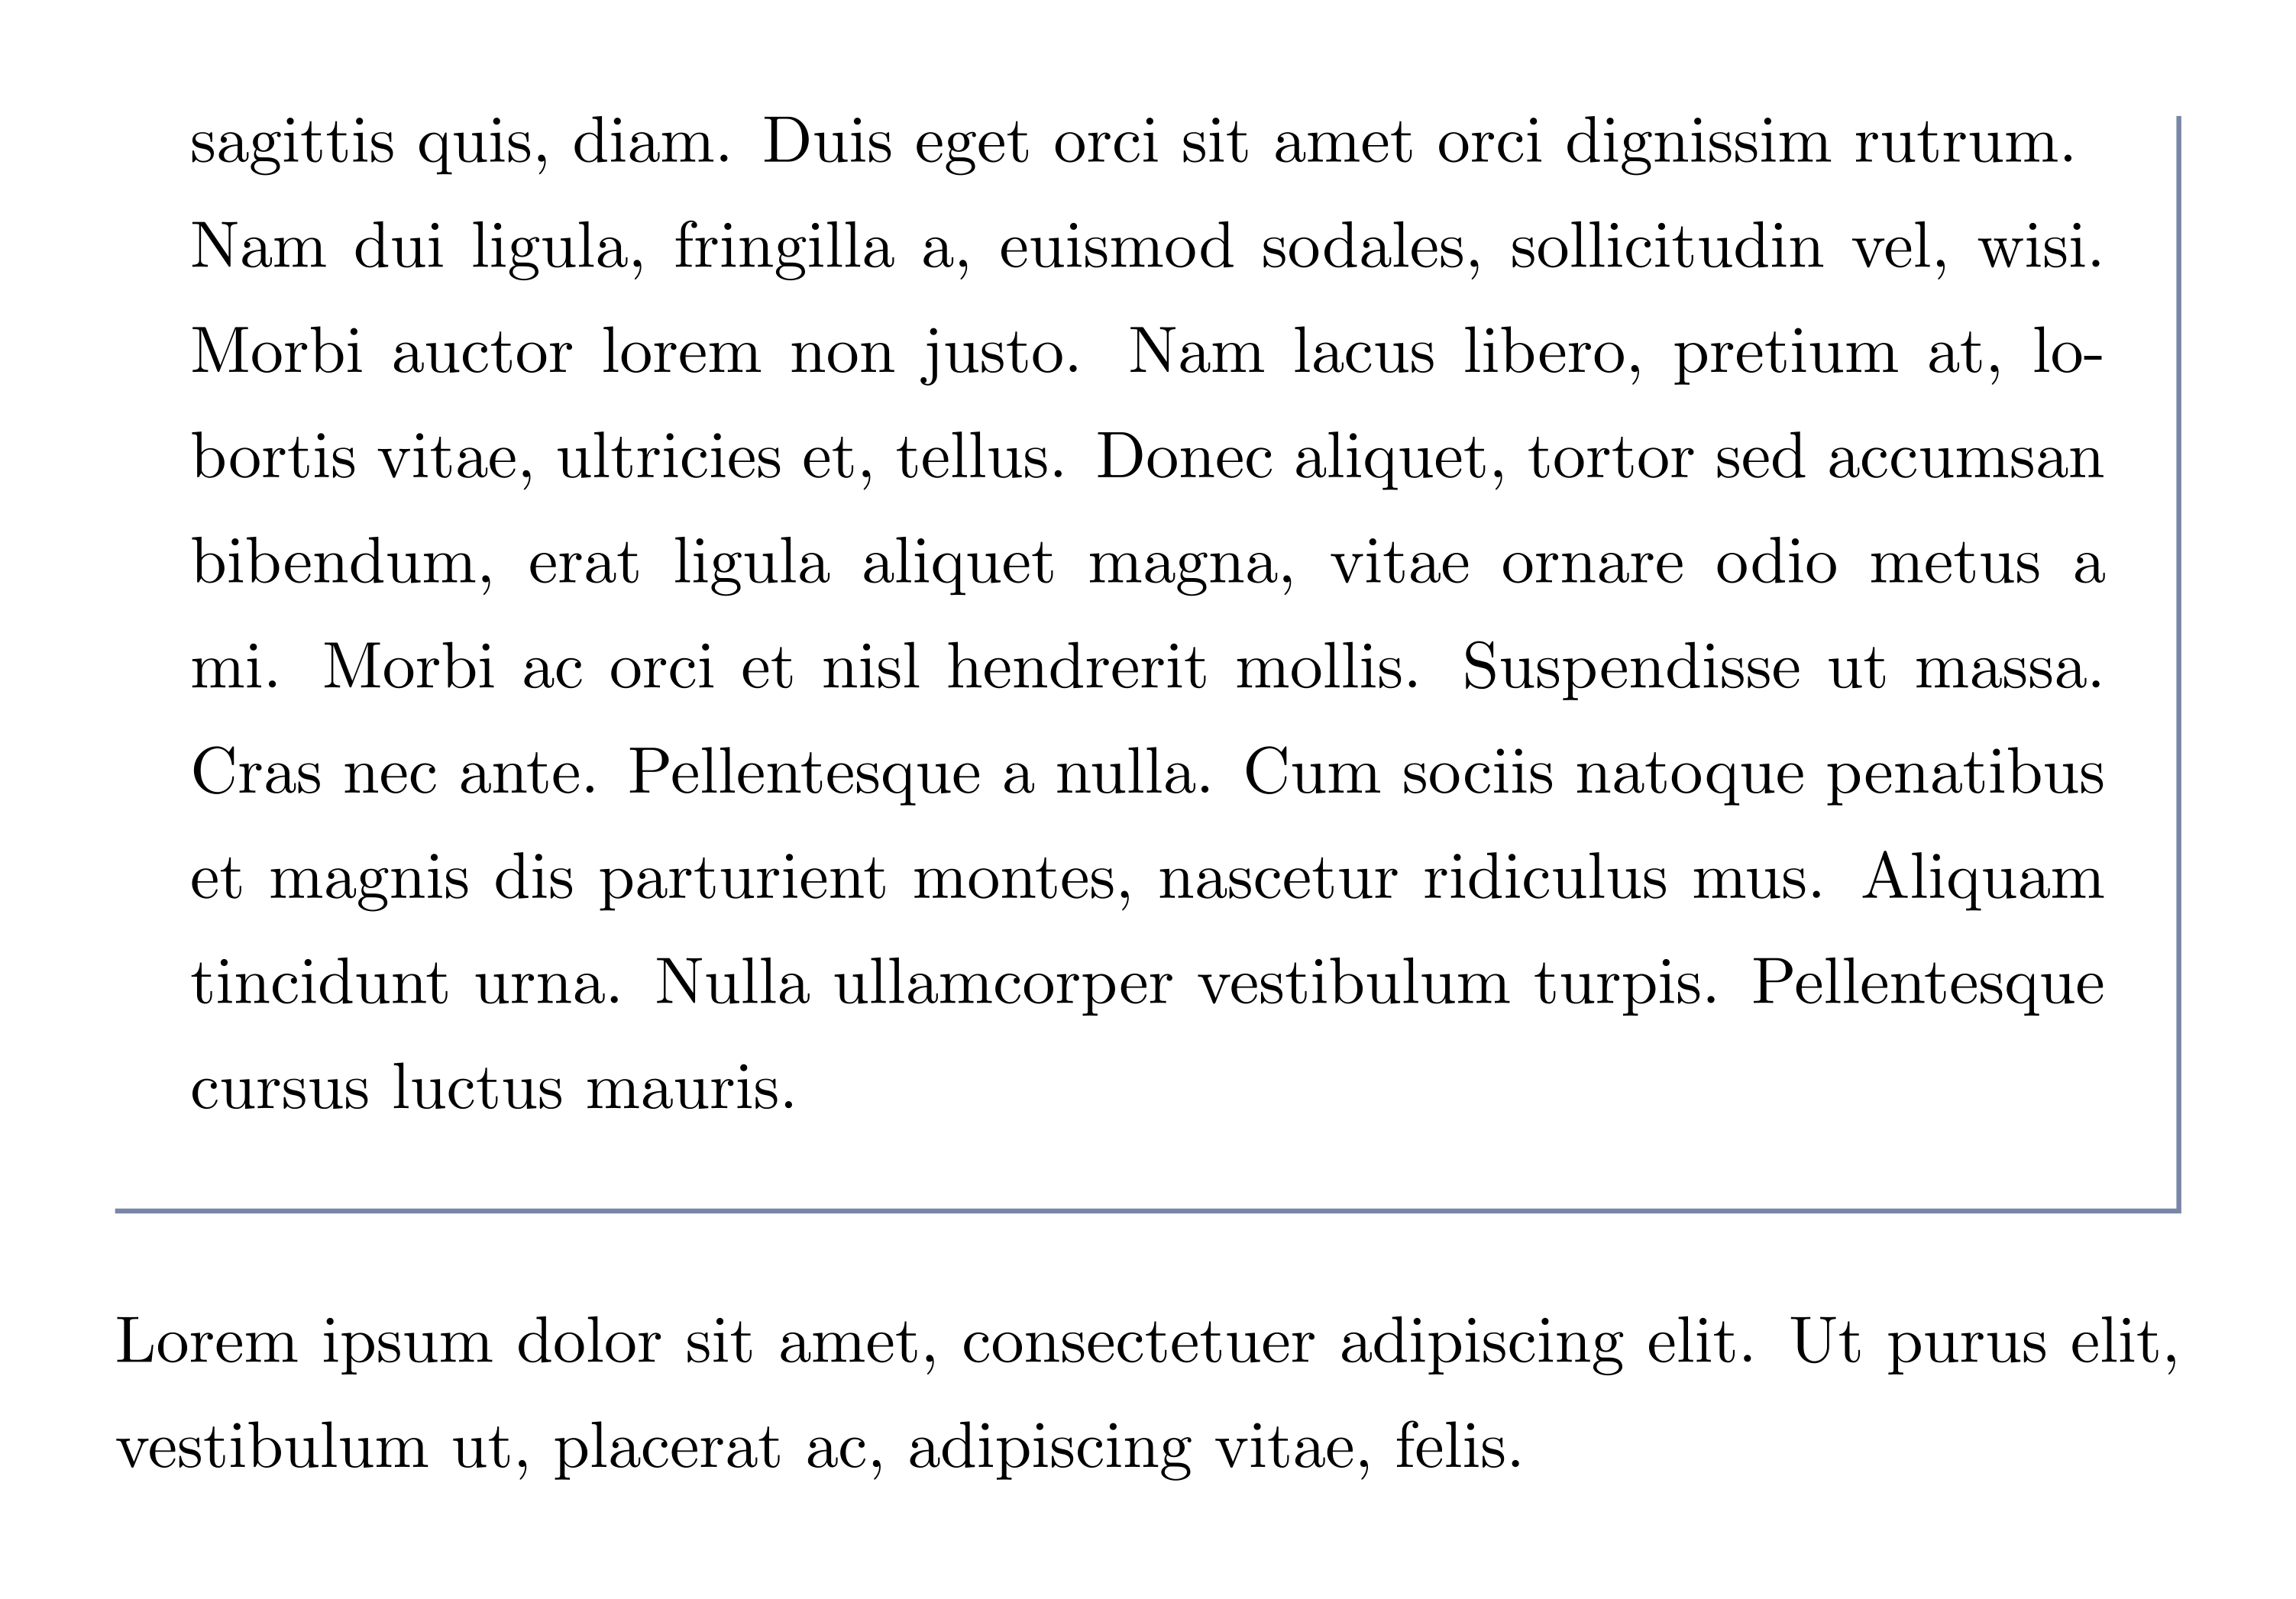 sagittis quis, diam. Duis eget orci sit amet orci dignissim rutrum.
Nam dui ligula, fringilla a, euismod sodales, sollicitudin vel, wisi.
Morbi auctor lorem non justo. Nam lacus libero, pretium at, lo-
bortis vitae, ultricies et, tellus. Donec aliquet, tortor sed accumsan
bibendum, erat ligula aliquet magna, vitae ornare odio metus a
mi. Morbi ac orci et nisl hendrerit mollis. Suspendisse ut massa.
Cras nec ante. Pellentesque a nulla. Cum sociis natoque penatibus
et magnis dis parturient montes, nascetur ridiculus mus. Aliquam
tincidunt urna. Nulla ullamcorper vestibulum turpis. Pellentesque
cursus luctus mauris.
Lorem ipsum dolor sit amet, consectetuer adipiscing elit. Ut purus elit,
vestibulum ut, placerat ac, adipiscing vitae, felis.